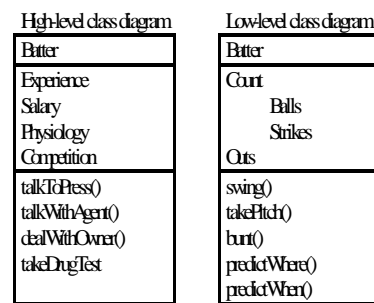 High-level class diagram
Batter
Experience
Salary
Physiology
Competition
talkToPress()
talkWithAgent()
dealWithOwner()
takeDrugTest
Low-level class diagram
Batter
Count
Balls
Strikes
Outs
swing()
takePitch()
bunt()
predictWhere()
predictWhen()